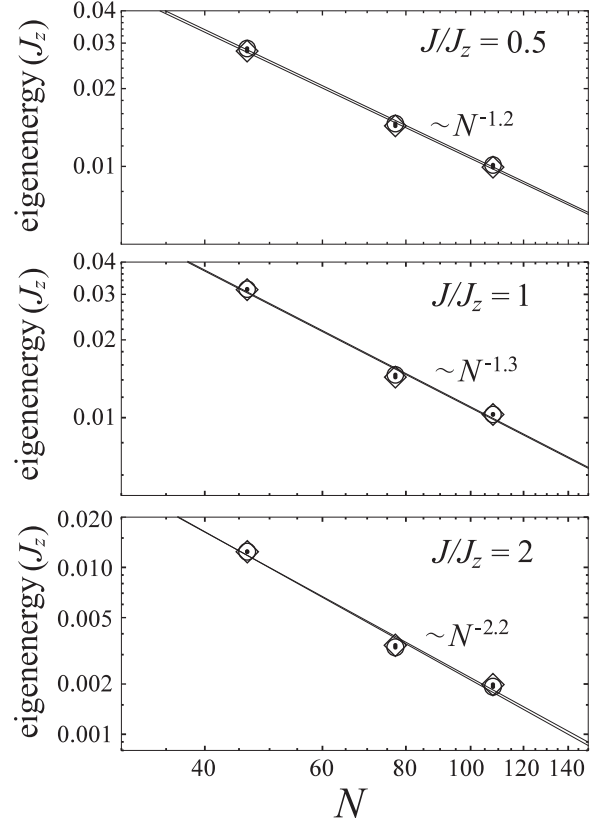 0.04
0.03
0.02
0.01
eigenenergy (J_z)
J/J_z = 0.5
~N^{-1.2}
0.04
0.03
0.02
0.01
eigenenergy (J_z)
J/J_z = 1
~N^{-1.3}
0.020
0.010
0.005
0.002
0.001
eigenenergy (J_z)
J/J_z = 2
~N^{-2.2}
40 60 80 100 120 140
N